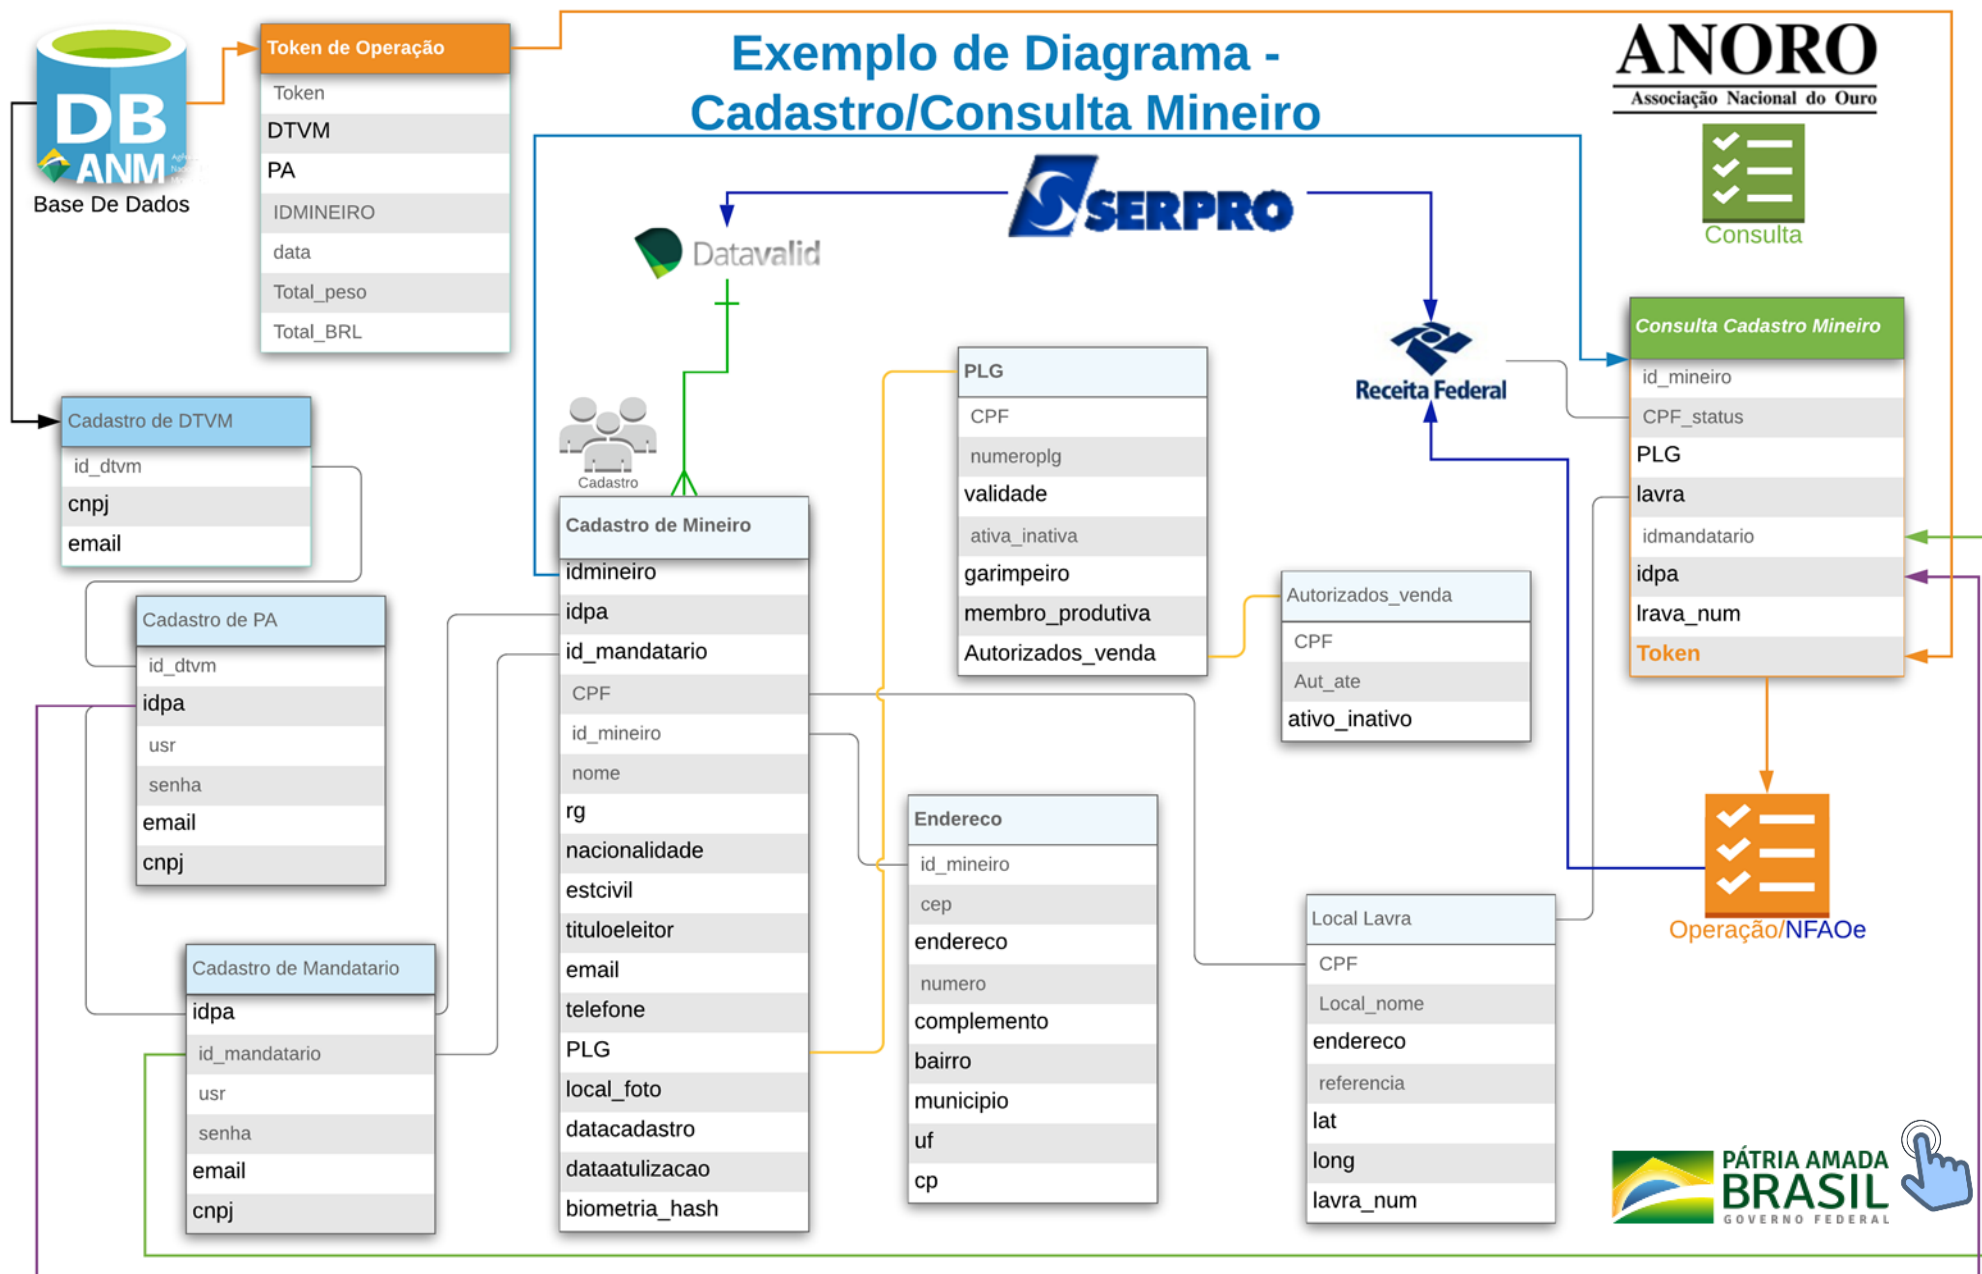 Exemplo de Diagrama -
Cadastro/Consulta Mineiro
DB
ANM
Base De Dados
Token de Operação
Token
DTVM
PA
IDMINEIRO
data
Total_peso
Total_BRL
ANORO
Associação Nacional do Ouro
Consulta
SERPRO
Datavalid
Receita Federal
Consulta Cadastro Mineiro
id_mineiro
CPF_status
PLG
lavra
idmandatario
idpa
lrava_num
Token
Cadastro de DTVM
id_dtvm
cnpj
email
Cadastro
PLG
CPF
numeroplg
validade
ativa_inativa
garimpeiro
membro_produtiva
Autorizados_venda
Autorizados_venda
CPF
Aut_ate
ativo_inativo
Cadastro de PA
id_dtvm
idpa
usr
senha
email
cnpj
Cadastro de Mineiro
idmineiro
idpa
id_mandatario
CPF
id_mineiro
nome
rg
nacionalidade
estcivil
tituloeleitor
email
telefone
PLG
local_foto
datacadastro
dataatulizacao
biometria_hash
Endereco
id_mineiro
cep
endereco
numero
complemento
bairro
municipio
uf
cp
Operação/NFAOe
Local Lavra
CPF
Local_nome
endereco
referencia
lat
long
lavra_num
Cadastro de Mandatario
idpa
id_mandatario
usr
senha
email
cnpj
PÁTRIA AMADA
BRASIL
GOVERNO FEDERAL